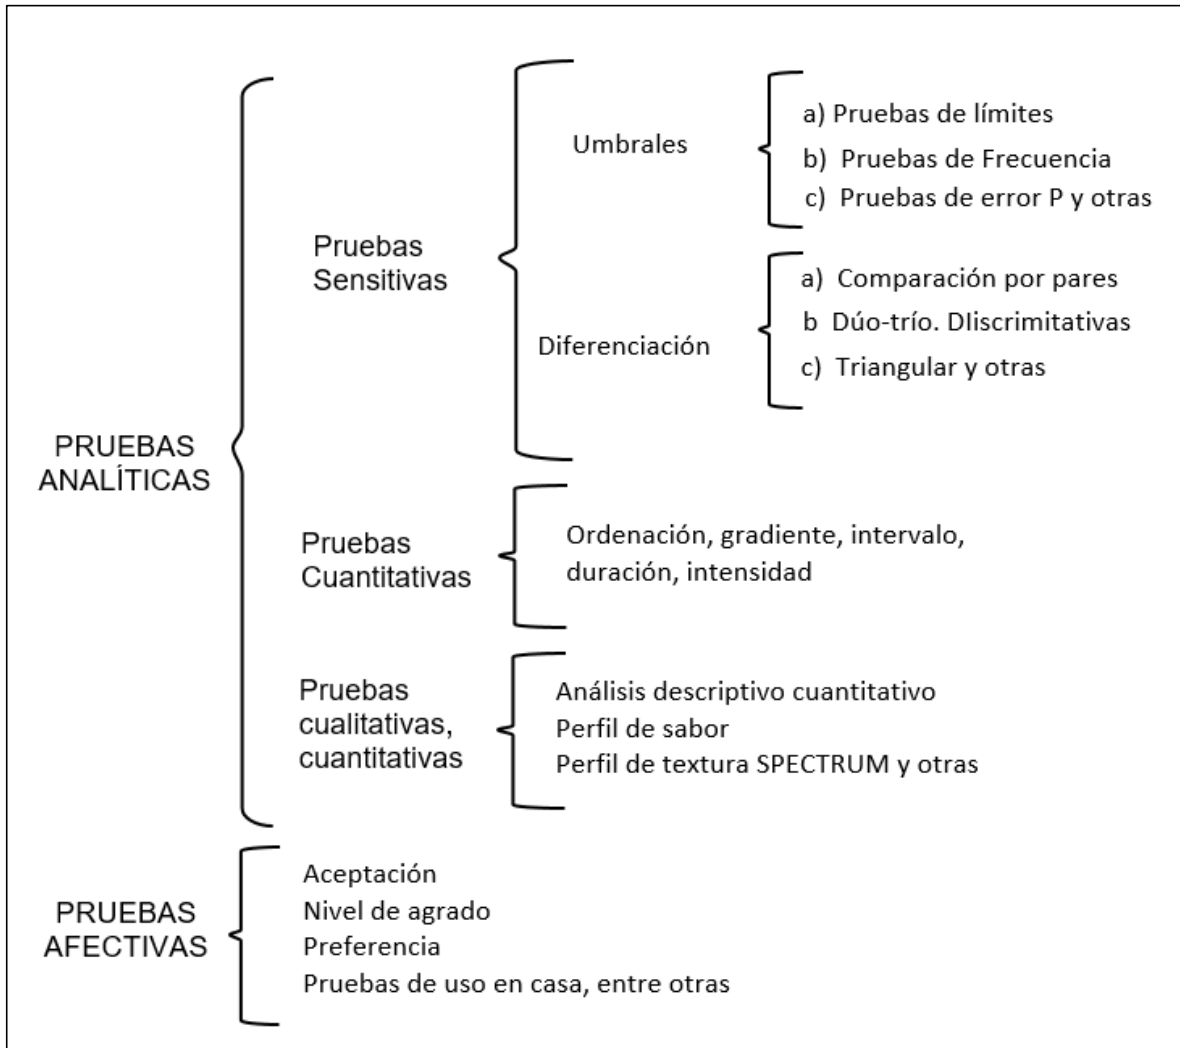 PRUEBAS
ANALÍTICAS
Pruebas
Sensitivas
Umbrales
a) Pruebas de límites
b) Pruebas de Frecuencia
c) Pruebas de error P y otras
Diferenciación
a) Comparación por pares
b Dúo-trío. DIiscrimitativas
c) Triangular y otras
Pruebas
Cuantitativas
Ordenación, gradiente, intervalo,
duración, intensidad
Pruebas
cualitativas,
cuantitativas
Análisis descriptivo cuantitativo
Perfil de sabor
Perfil de textura SPECTRUM y otras
PRUEBAS
AFECTIVAS
Aceptación
Nivel de agrado
Preferencia
Pruebas de uso en casa, entre otras